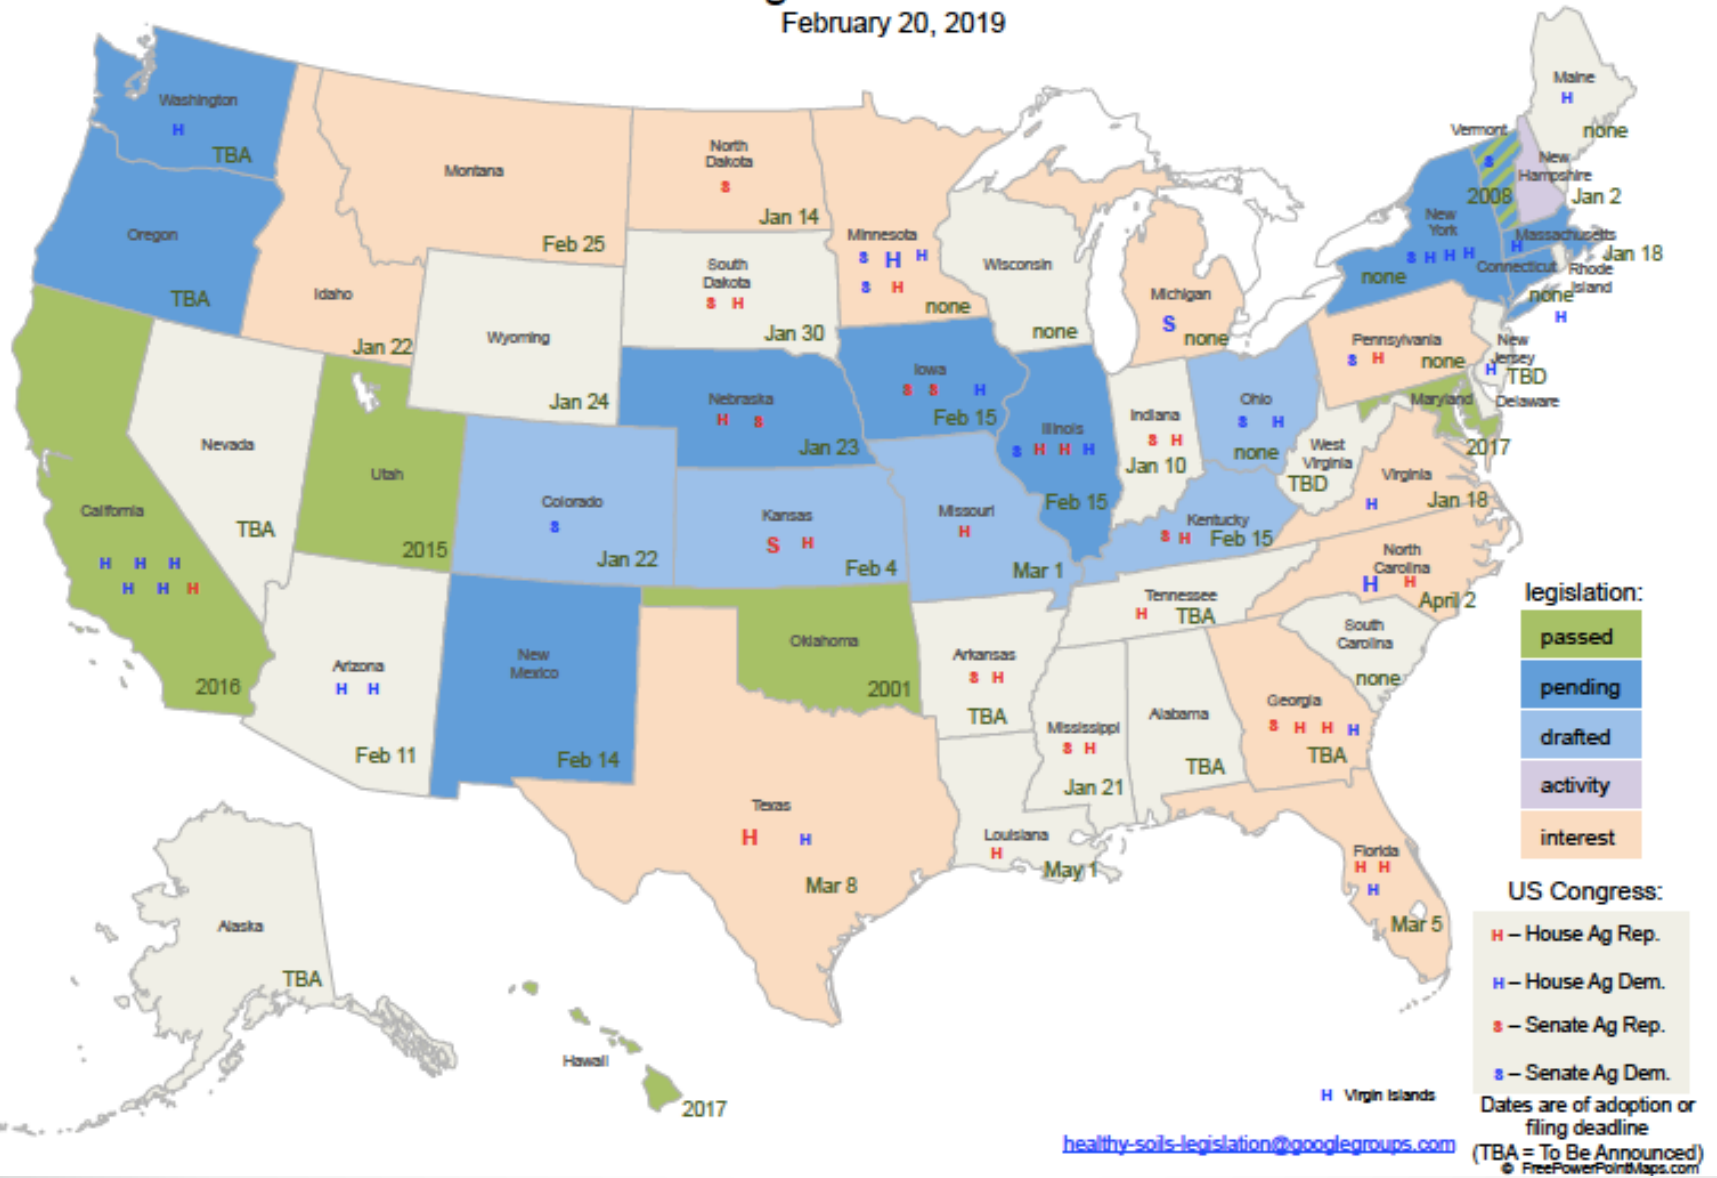 February 20, 2019
Washington
H
TBA
Oregon
TBA
California
H H H
H H H
2016
Nevada
TBA
Idaho
Jan 22
Montana
Feb 25
Wyoming
Jan 24
Utah
2015
Arizona
H H
Feb 11
Colorado
S
Jan 22
New
Mexico
Feb 14
North
Dakota
S
Jan 14
South
Dakota
S H
Jan 30
Nebraska
H S
Jan 23
Kansas
S H
Feb 4
Oklahoma
2001
Texas
H H
Mar 8
Minnesota
S H H
S H
none
Iowa
S S H
Feb 15
Missouri
H
Mar 1
Arkansas
S H
TBA
Louisiana
H
May 1
Wisconsin
none
Illinois
S H H H
Feb 15
Michigan
S
none
Indiana
S H
Jan 10
Ohio
S H
none
Kentucky
S H Feb 15
Tennessee
H TBA
Mississippi
S H
Jan 21
Alabama
TBA
Georgia
S H H H
TBA
Florida
H H
H
Mar 5
South
Carolina
none
North
Carolina
H H
April 2
Virginia
H Jan 18
West
Virginia
TBD
Pennsylvania
S H none
Maryland
2017
Delaware
New
Jersey
H TBD
New
York
S H H H
none
Connecticut
none
Rhode
Island
H
Massachusetts
H
Jan 18
Vermont
S
2008
New
Hampshire
Jan 2
Maine
H
none
Alaska
TBA
Hawaii
2017
H Virgin Islands
legislation:
passed
pending
drafted
activity
interest
US Congress:
H – House Ag Rep.
H – House Ag Dem.
S – Senate Ag Rep.
S – Senate Ag Dem.
Dates are of adoption or
filing deadline
(TBA = To Be Announced)
© FreePowerPointMaps.com
healthy-soils-legislation@googlegroups.com